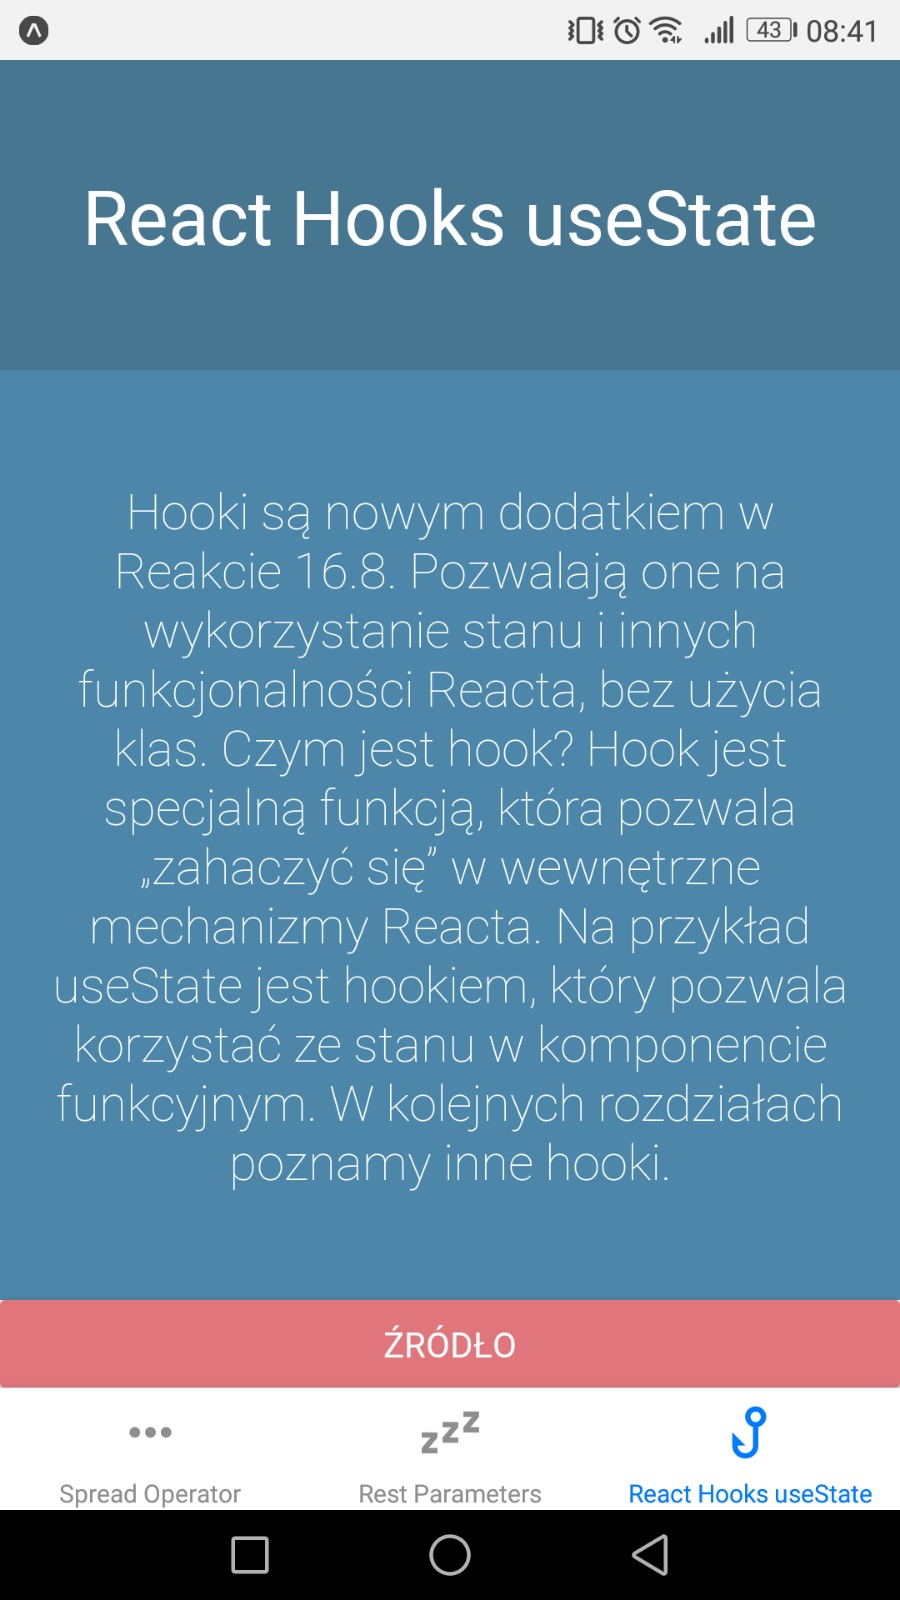 43 08:41
React Hooks useState
Hooki są nowym dodatkiem w
Reakcie 16.8. Pozwalają one na
wykorzystanie stanu i innych
funkcjonalności Reacta, bez użycia
klas. Czym jest hook? Hook jest
specjalną funkcją, która pozwala
„zahaczyć się” w wewnętrzne
mechanizmy Reacta. Na przykład
useState jest hookiem, który pozwala
korzystać ze stanu w komponencie
funkcyjnym. W kolejnych rozdziałach
poznamy inne hooki.
ŹRÓDŁO
zzz
Spread Operator Rest Parameters React Hooks useState